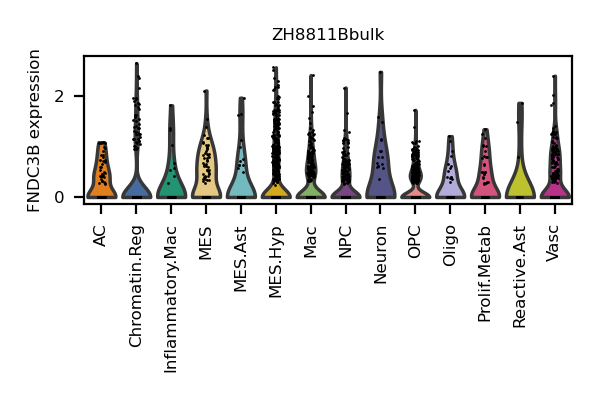 ZH8811Bbulk
FNDC3B expression
2
0
AC
Chromatin.Reg
Inflammatory.Mac
MES
MES.Ast
MES.Hyp
Mac
NPC
Neuron
OPC
Oligo
Prolif.Metab
Reactive.Ast
Vasc